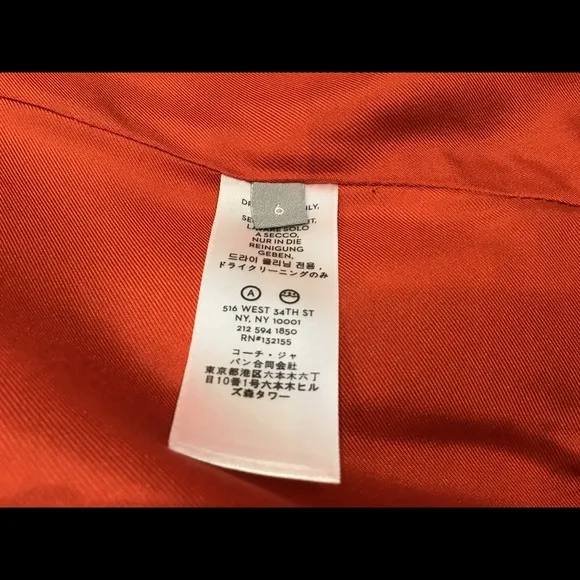 6
A SECCO,
NUR IN DIE
REINIGUNG
GEBEN.
드라이 클리닝 전용,
ドライクリーニングのみ
A
516 WEST 34TH ST
NY, NY 10001
212 594 1850
RN#132155
コーチ・ジャ
パン合同会社
東京都港区六本木六丁
目10番1号六本木ヒル
ズ森タワー